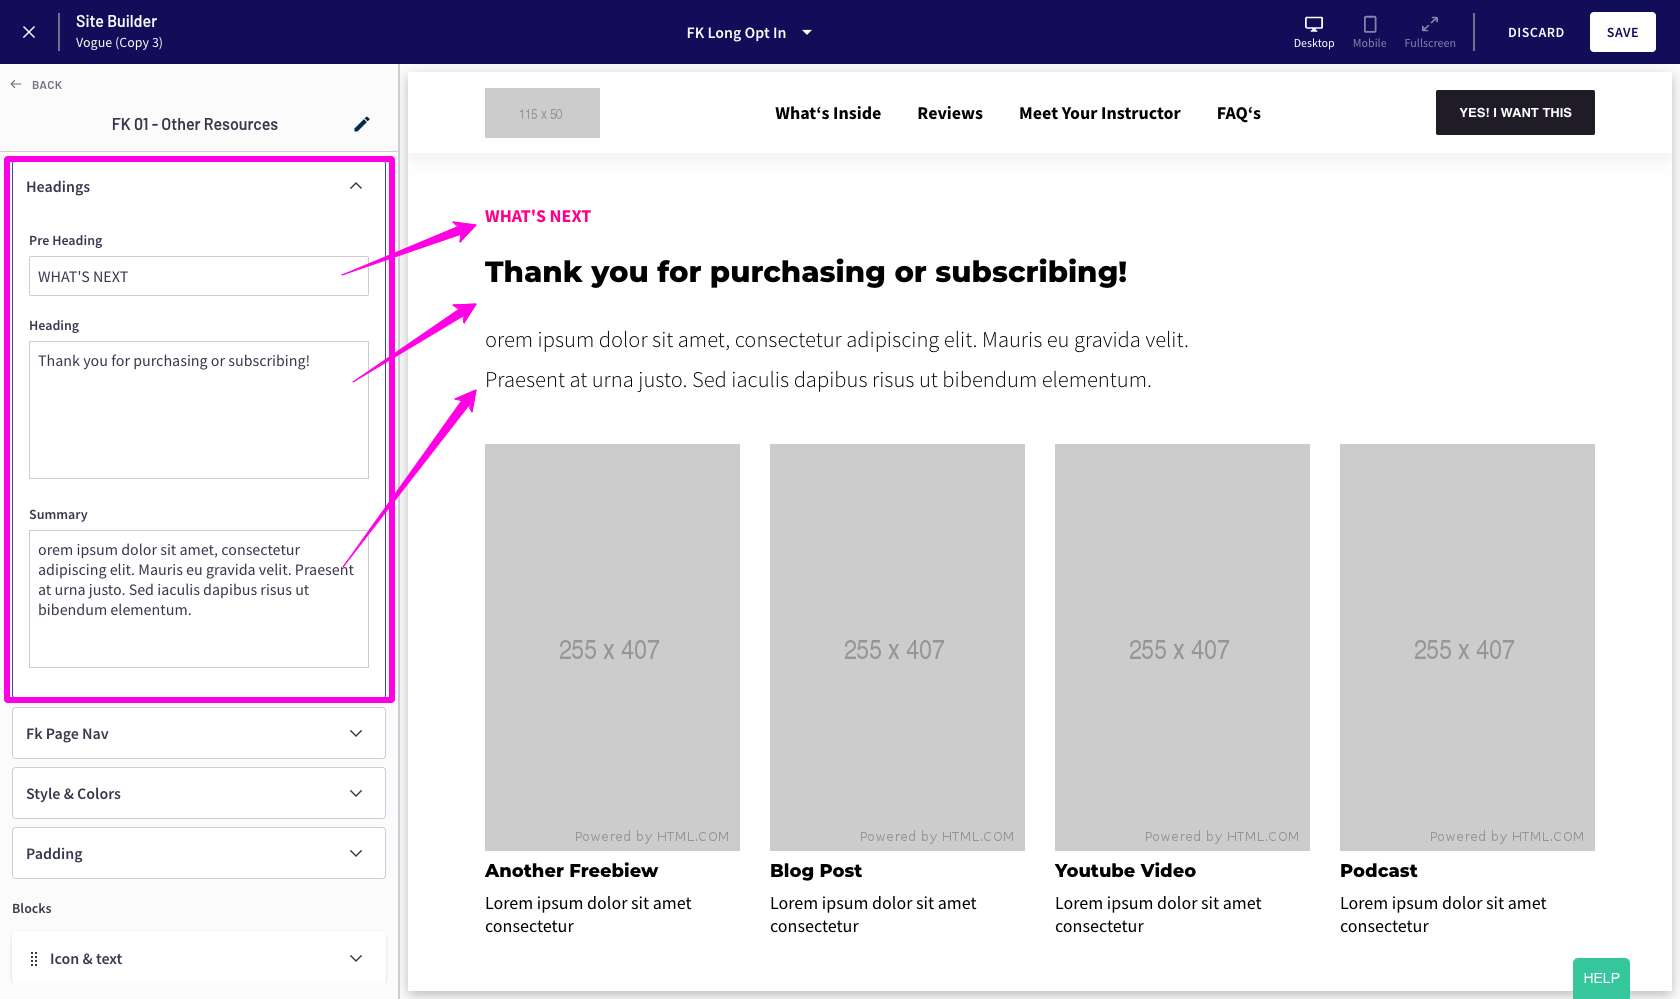 Site Builder
Vogue (Copy 3)
FK Long Opt In
Desktop
Mobile
Fullscreen
DISCARD
SAVE
BACK
FK 01 - Other Resources
Headings
Pre Heading
WHAT'S NEXT
Heading
Thank you for purchasing or subscribing!
Summary
orem ipsum dolor sit amet, consectetur
adipiscing elit. Mauris eu gravida velit. Praesent
at urna justo. Sed iaculis dapibus risus ut
bibendum elementum.
Fk Page Nav
Style & Colors
Padding
Blocks
Icon & text
115 x 50
What‘s Inside
Reviews
Meet Your Instructor
FAQ‘s
YES! I WANT THIS
WHAT'S NEXT
Thank you for purchasing or subscribing!
orem ipsum dolor sit amet, consectetur adipiscing elit. Mauris eu gravida velit.
Praesent at urna justo. Sed iaculis dapibus risus ut bibendum elementum.
255 x 407
Powered by HTML.COM
Another Freebiew
Lorem ipsum dolor sit amet
consectetur
255 x 407
Powered by HTML.COM
Blog Post
Lorem ipsum dolor sit amet
consectetur
255 x 407
Powered by HTML.COM
Youtube Video
Lorem ipsum dolor sit amet
consectetur
255 x 407
Powered by HTML.COM
Podcast
Lorem ipsum dolor sit amet
consectetur
HELP